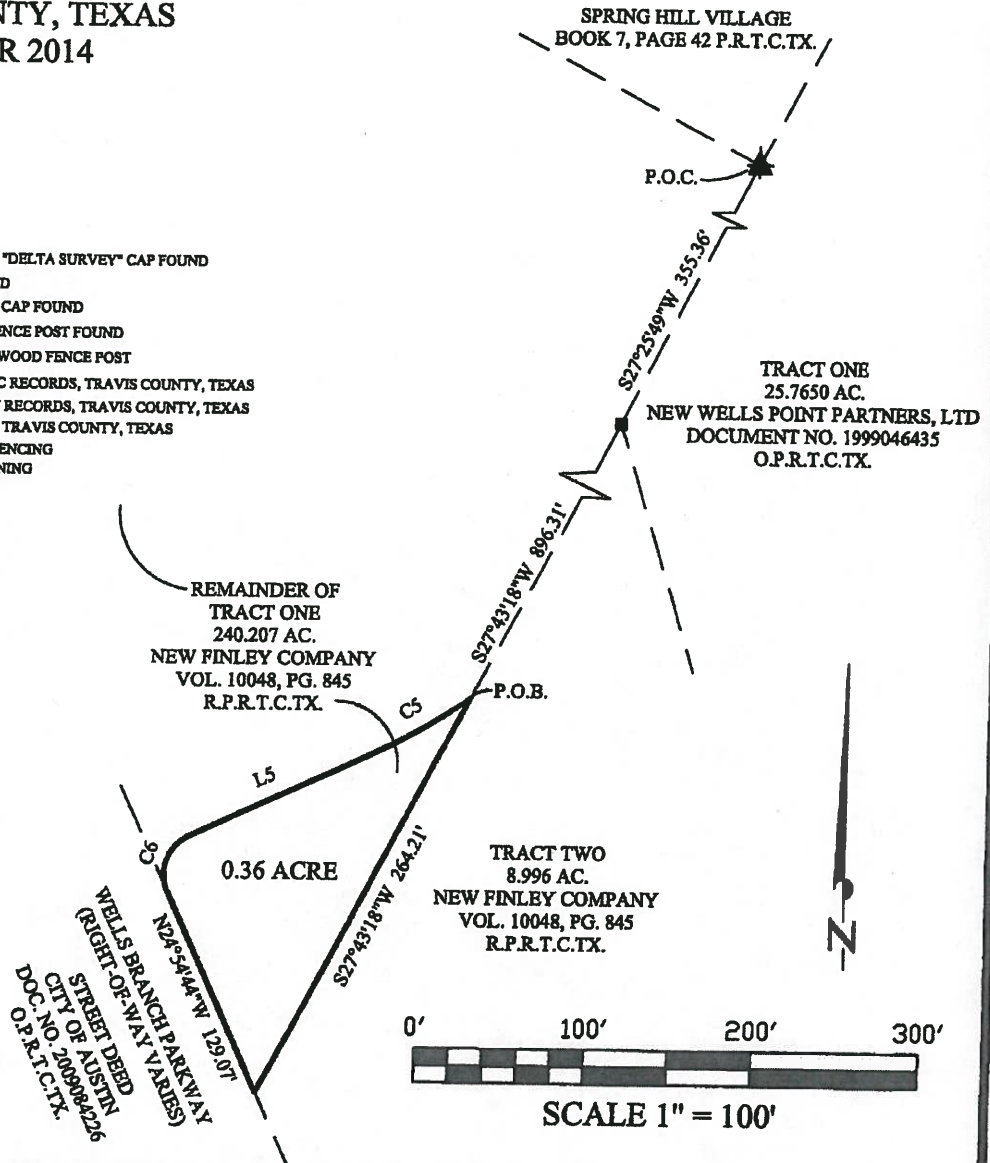 NTY, TEXAS
R 2014
SPRING HILL VILLAGE
BOOK 7, PAGE 42 P.R.T.C.TX.
P.O.C.
"DELTA SURVEY" CAP FOUND
D
CAP FOUND
ENCE POST FOUND
WOOD FENCE POST
C RECORDS, TRAVIS COUNTY, TEXAS
Y RECORDS, TRAVIS COUNTY, TEXAS
TRAVIS COUNTY, TEXAS
ENCING
NING
S27°25'49"W 355.36'
TRACT ONE
25.7650 AC.
NEW WELLS POINT PARTNERS, LTD
DOCUMENT NO. 1999046435
O.P.R.T.C.TX.
S27°43'18"W 896.31'
REMAINDER OF
TRACT ONE
240.207 AC.
NEW FINLEY COMPANY
VOL. 10048, PG. 845
R.P.R.T.C.TX.
P.O.B.
C5
L5
C6
0.36 ACRE
S27°43'18"W 264.21'
TRACT TWO
8.996 AC.
NEW FINLEY COMPANY
VOL. 10048, PG. 845
R.P.R.T.C.TX.
N24°54'44"W 129.07'
WELLS BRANCH PARKWAY
(RIGHT-OF-WAY VARIES)
STREET DEED
CITY OF AUSTIN
DOC. NO. 2009084226
O.P.R.T.C.TX.
N
0' 100' 200' 300'
SCALE 1" = 100'